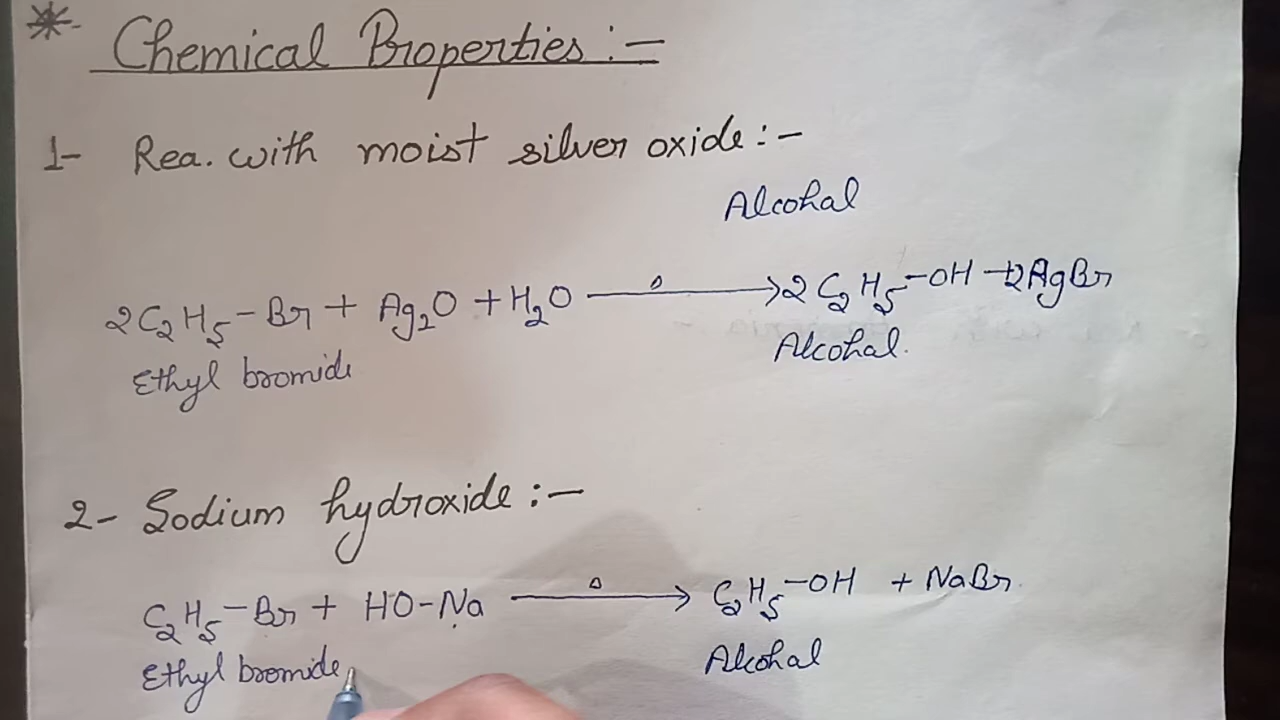 * Chemical Properties :-
1- Rea. with moist silver oxide :-
Alcohal
2C₂H₅-Br + Ag₂O + H₂O —Δ→ 2C₂H₅-OH + 2AgBr
Ethyl bromide Alcohal.
2- Sodium hydroxide :-
C₂H₅-Br + HO-Na —Δ→ C₂H₅-OH + NaBr.
Ethyl bromide Alcohal